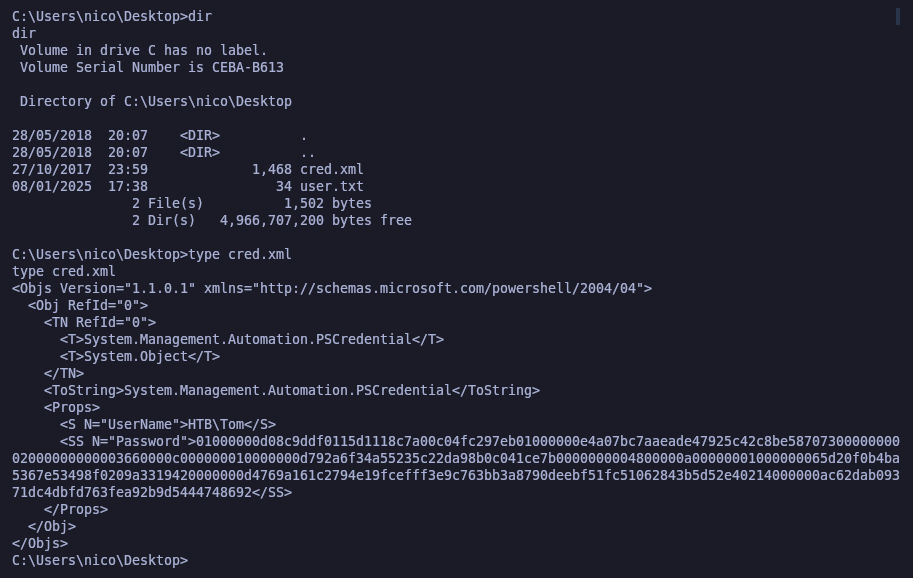 C:\Users\nico\Desktop>dir
dir
 Volume in drive C has no label.
 Volume Serial Number is CEBA-B613

 Directory of C:\Users\nico\Desktop

28/05/2018  20:07    <DIR>          .
28/05/2018  20:07    <DIR>          ..
27/10/2017  23:59             1,468 cred.xml
08/01/2025  17:38                34 user.txt
               2 File(s)          1,502 bytes
               2 Dir(s)   4,966,707,200 bytes free

C:\Users\nico\Desktop>type cred.xml
type cred.xml
<Objs Version="1.1.0.1" xmlns="http://schemas.microsoft.com/powershell/2004/04">
  <Obj RefId="0">
    <TN RefId="0">
      <T>System.Management.Automation.PSCredential</T>
      <T>System.Object</T>
    </TN>
    <ToString>System.Management.Automation.PSCredential</ToString>
    <Props>
      <S N="UserName">HTB\Tom</S>
      <SS N="Password">01000000d08c9ddf0115d1118c7a00c04fc297eb01000000e4a07bc7aaeade47925c42c8be58707300000000
02000000000003660000c000000010000000d792a6f34a55235c22da98b0c041ce7b0000000004800000a00000001000000065d20f0b4ba
5367e53498f0209a3319420000000d4769a161c2794e19fcefff3e9c763bb3a8790deebf51fc51062843b5d52e40214000000ac62dab093
71dc4dbfd763fea92b9d5444748692</SS>
    </Props>
  </Obj>
</Objs>
C:\Users\nico\Desktop>